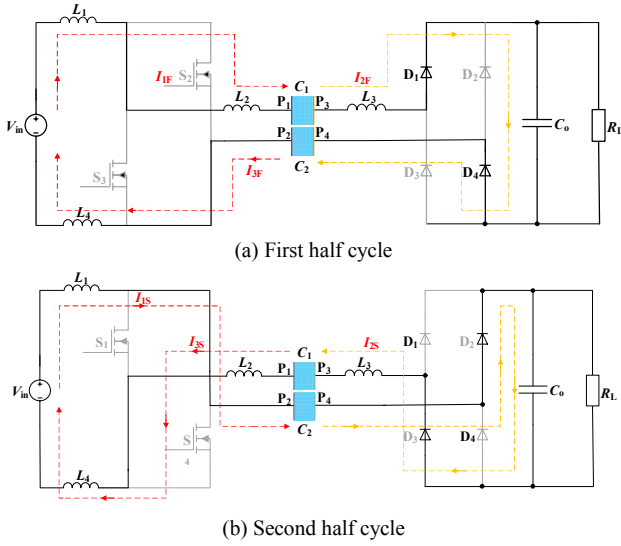 L1
S2
I1F
C1
I2F
D1
D2
Vin
L2
P1
P3
L3
Co
RL
P2
P4
S3
C2
I3F
D3
D4
L4
(a) First half cycle
L1
I1S
S1
I3S
C1
I2S
D1
D2
L2
P1
P3
L3
Vin
P2
P4
Co
RL
S
4
C2
D3
D4
L4
(b) Second half cycle